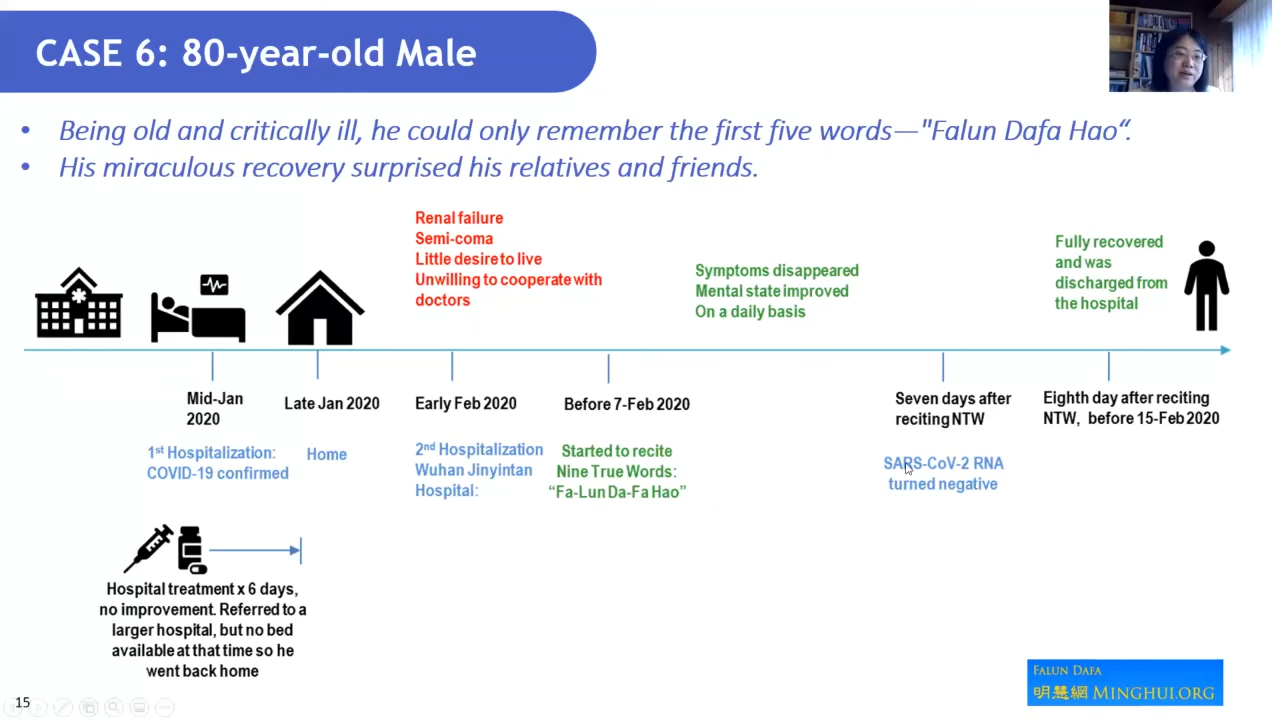 CASE 6: 80-year-old Male
• Being old and critically ill, he could only remember the first five words—"Falun Dafa Hao“.
• His miraculous recovery surprised his relatives and friends.
Renal failure
Semi-coma
Little desire to live
Unwilling to cooperate with
doctors
Symptoms disappeared
Mental state improved
On a daily basis
Fully recovered
and was
discharged from
the hospital
Mid-Jan
2020
Late Jan 2020
Early Feb 2020
Before 7-Feb 2020
Seven days after
reciting NTW
Eighth day after reciting
NTW, before 15-Feb 2020
1st Hospitalization:
COVID-19 confirmed
Home
2nd Hospitalization
Wuhan Jinyintan
Hospital:
Started to recite
Nine True Words:
“Fa-Lun Da-Fa Hao”
SARS-CoV-2 RNA
turned negative
Hospital treatment x 6 days,
no improvement. Referred to a
larger hospital, but no bed
available at that time so he
went back home
FALUN DAFA
明慧網 MINGHUI.ORG
15